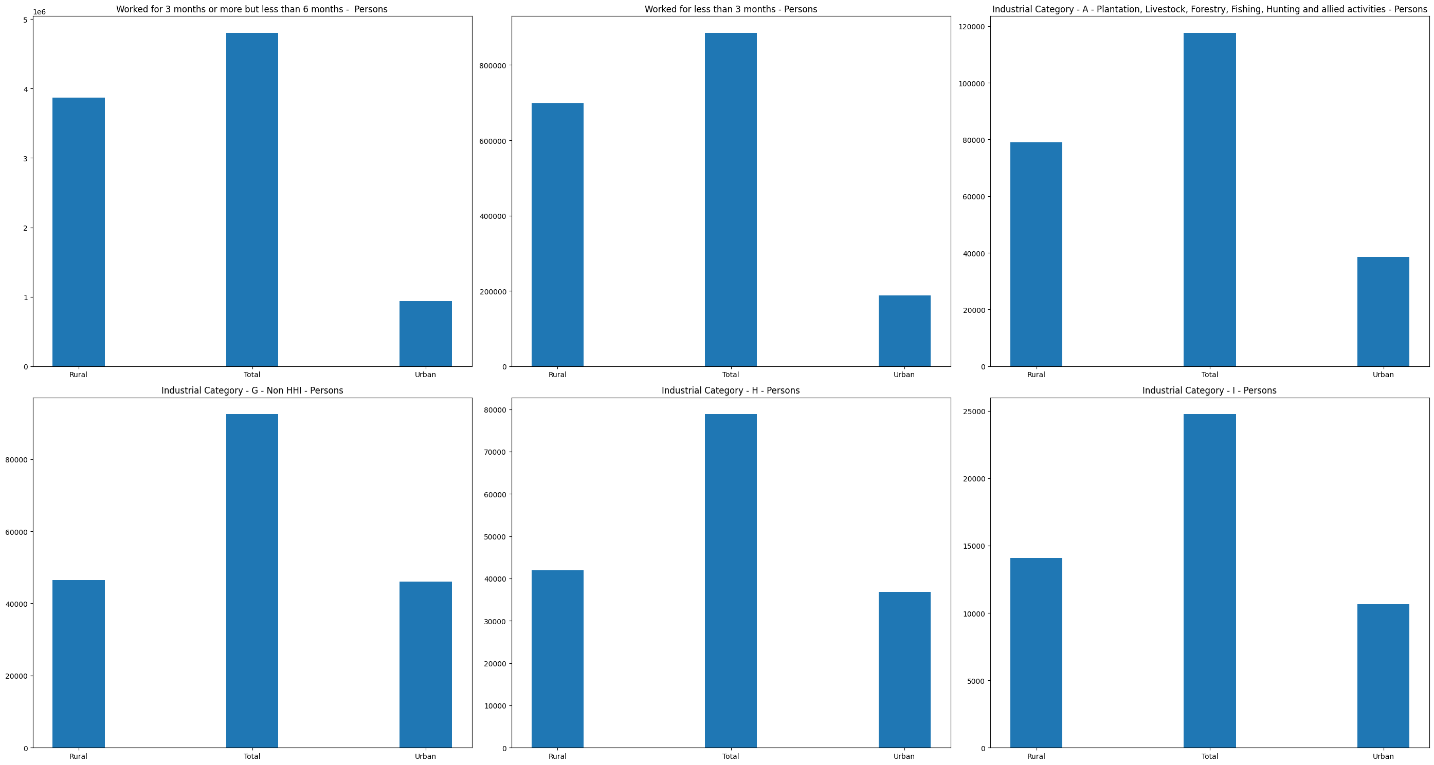 Worked for 3 months or more but less than 6 months -  Persons
1e6
5
4
3
2
1
0
Rural
Total
Urban
Worked for less than 3 months - Persons
800000
600000
400000
200000
0
Rural
Total
Urban
Industrial Category - A - Plantation, Livestock, Forestry, Fishing, Hunting and allied activities - Persons
120000
100000
80000
60000
40000
20000
0
Rural
Total
Urban
Industrial Category - G - Non HHI - Persons
80000
60000
40000
20000
0
Rural
Total
Urban
Industrial Category - H - Persons
80000
70000
60000
50000
40000
30000
20000
10000
0
Rural
Total
Urban
Industrial Category - I - Persons
25000
20000
15000
10000
5000
0
Rural
Total
Urban